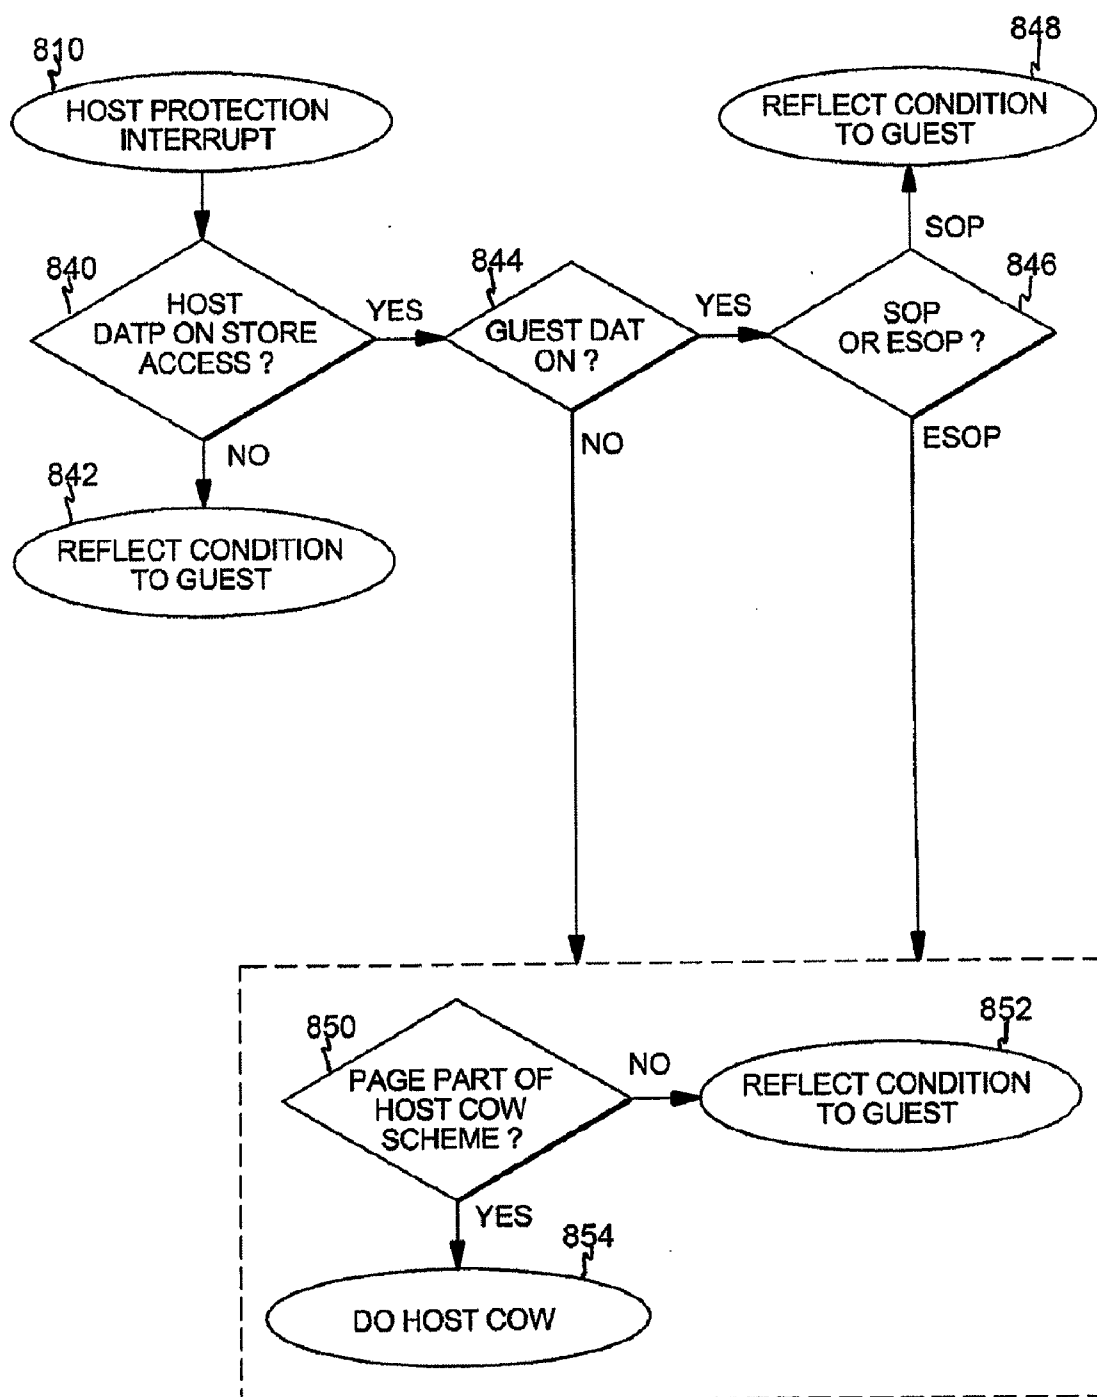 810
HOST PROTECTION
INTERRUPT
848
REFLECT CONDITION
TO GUEST
SOP
840
HOST
DATP ON STORE
ACCESS ?
YES
844
GUEST DAT
ON ?
YES
846
SOP
OR ESOP ?
NO
NO
ESOP
842
REFLECT CONDITION
TO GUEST
850
PAGE PART OF
HOST COW
SCHEME ?
NO
852
REFLECT CONDITION
TO GUEST
YES
854
DO HOST COW